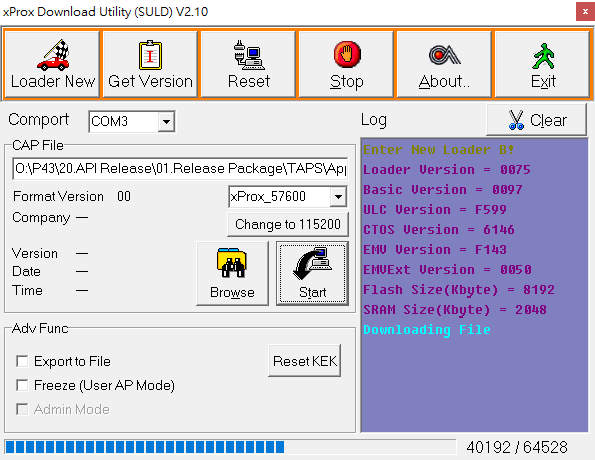 xProx Download Utility (SULD) V2.10
x
Loader New
Get Version
Reset
Stop
About..
Exit
Comport
COM3
Log
Clear
CAP File
O:\P43\20.API Release\01.Release Package\TAPS\App
Format Version 00
xProx_57600
Company —
Change to 115200
Version —
Date —
Time —
Browse
Start
Adv Func
Export to File
Reset KEK
Freeze (User AP Mode)
Admin Mode
Enter New Loader B!
Loader Version = 0075
Basic Version = 0097
ULC Version = F599
CTOS Version = 6146
EMV Version = F143
EMVExt Version = 0050
Flash Size(Kbyte) = 8192
SRAM Size(Kbyte) = 2048
Downloading File
40192 / 64528